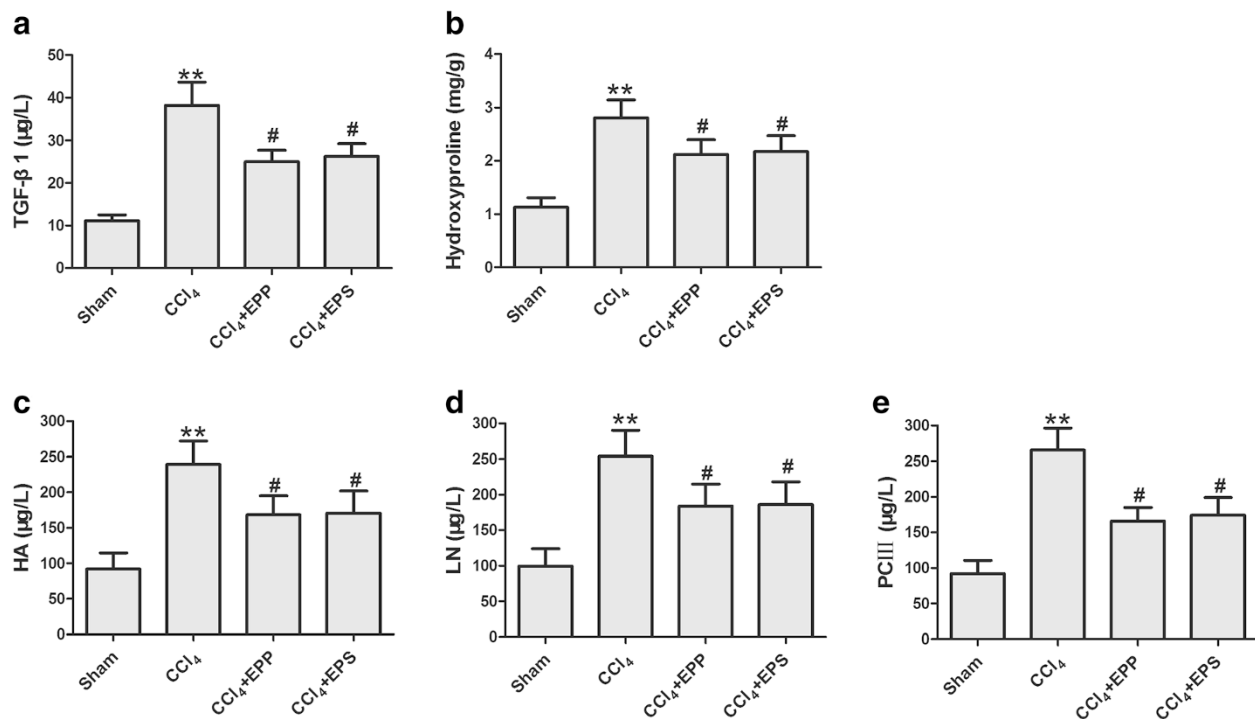 a
TGF-β 1 (µg/L)
50
40
30
20
10
0
**
#
#
Sham
CCl₄
CCl₄+EPP
CCl₄+EPS
b
Hydroxyproline (mg/g)
4
3
2
1
0
**
#
#
Sham
CCl₄
CCl₄+EPP
CCl₄+EPS
c
HA (µg/L)
300
250
200
150
100
50
0
**
#
#
Sham
CCl₄
CCl₄+EPP
CCl₄+EPS
d
LN (µg/L)
300
250
200
150
100
50
0
**
#
#
Sham
CCl₄
CCl₄+EPP
CCl₄+EPS
e
PCIII (µg/L)
300
250
200
150
100
50
0
**
#
#
Sham
CCl₄
CCl₄+EPP
CCl₄+EPS